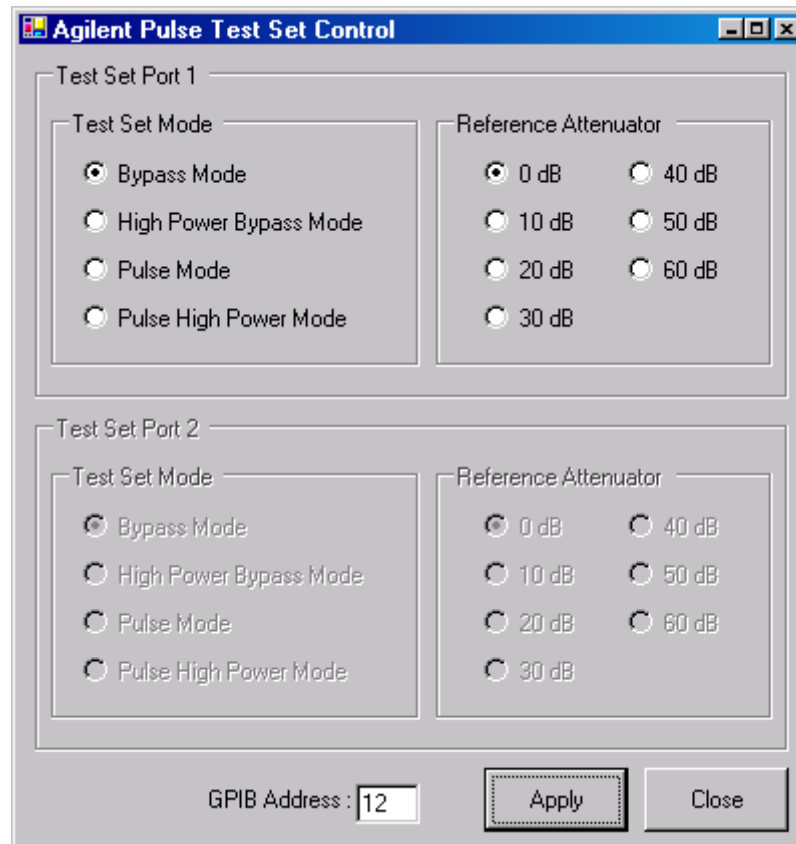 Agilent Pulse Test Set Control
Test Set Port 1
Test Set Mode
Bypass Mode
High Power Bypass Mode
Pulse Mode
Pulse High Power Mode
Reference Attenuator
0 dB
10 dB
20 dB
30 dB
40 dB
50 dB
60 dB
Test Set Port 2
Test Set Mode
Bypass Mode
High Power Bypass Mode
Pulse Mode
Pulse High Power Mode
Reference Attenuator
0 dB
10 dB
20 dB
30 dB
40 dB
50 dB
60 dB
GPIB Address : 12
Apply
Close